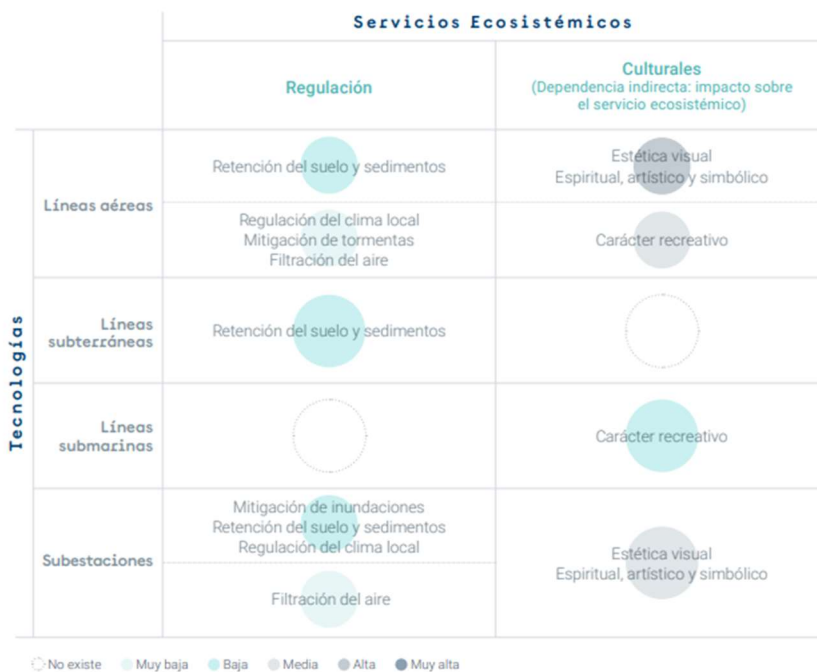 Servicios Ecosistémicos
Regulación
Culturales
(Dependencia indirecta: impacto sobre
el servicio ecosistémico)
Tecnologías
Líneas aéreas
Retención del suelo y sedimentos
Estética visual
Espiritual, artístico y simbólico
Regulación del clima local
Mitigación de tormentas
Filtración del aire
Carácter recreativo
Líneas
subterráneas
Retención del suelo y sedimentos
Líneas
submarinas
Carácter recreativo
Subestaciones
Mitigación de inundaciones
Retención del suelo y sedimentos
Regulación del clima local
Filtración del aire
Estética visual
Espiritual, artístico y simbólico
No existe Muy baja Baja Media Alta Muy alta